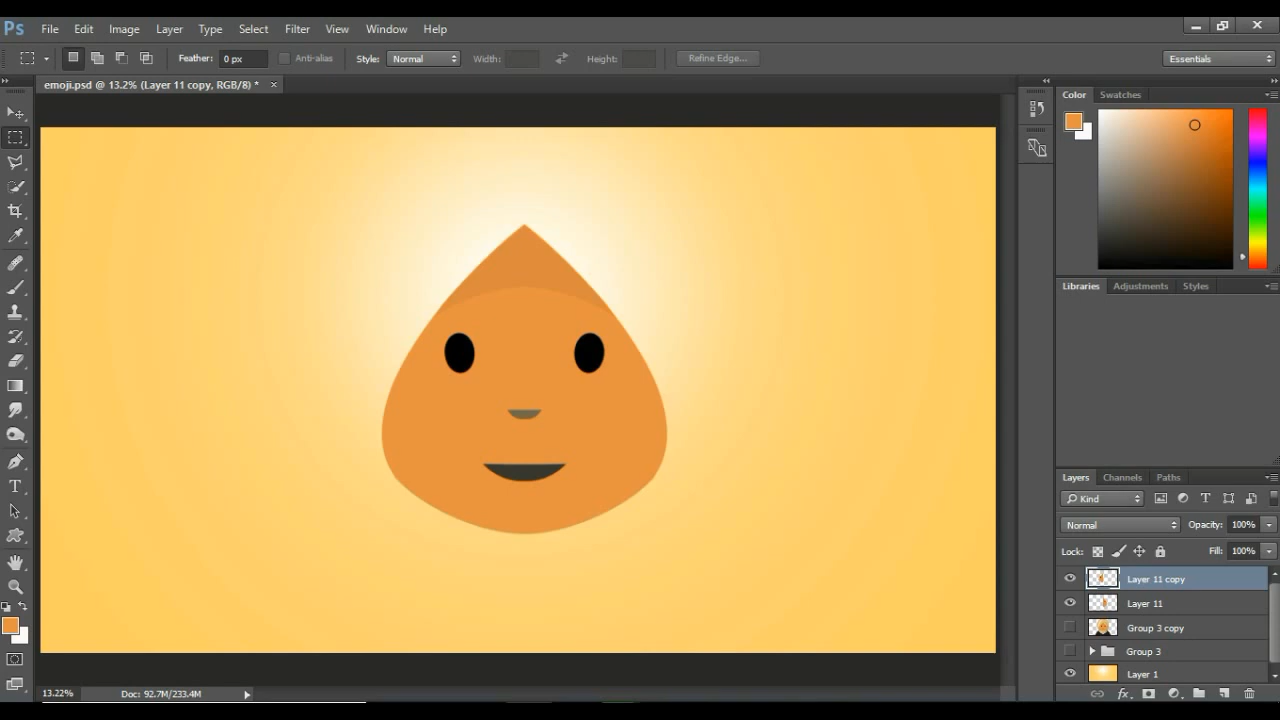 Ps File Edit Image Layer Type Select Filter View Window Help
Feather: 0 px Anti-alias Style: Normal Width: Height: Refine Edge... Essentials
emoji.psd @ 13.2% (Layer 11 copy, RGB/8) * ×
Color Swatches
Libraries Adjustments Styles
Layers Channels Paths
Kind T
Normal Opacity: 100%
Lock: Fill: 100%
Layer 11 copy
Layer 11
Group 3 copy
Group 3
Layer 1
T
13.22% Doc: 92.7M/233.4M
fx